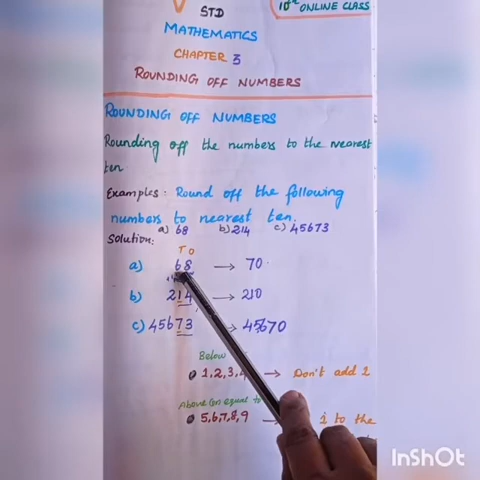 V
STD
10th ONLINE CLASS
MATHEMATICS
CHAPTER 3
ROUNDING OFF NUMBERS
ROUNDING OFF NUMBERS
Rounding off the numbers to the nearest
ten
Examples: Round off the following
numbers to nearest ten.
a) 68 b) 214 c) 45673
Solution:
T O
a) 68 → 70.
b) 214 → 210
c) 45673 → 45,670
Below
1,2,3,4 → Don't add 1
Above (or) equal to
5,6,7,8,9 → 1 to the
InShOt